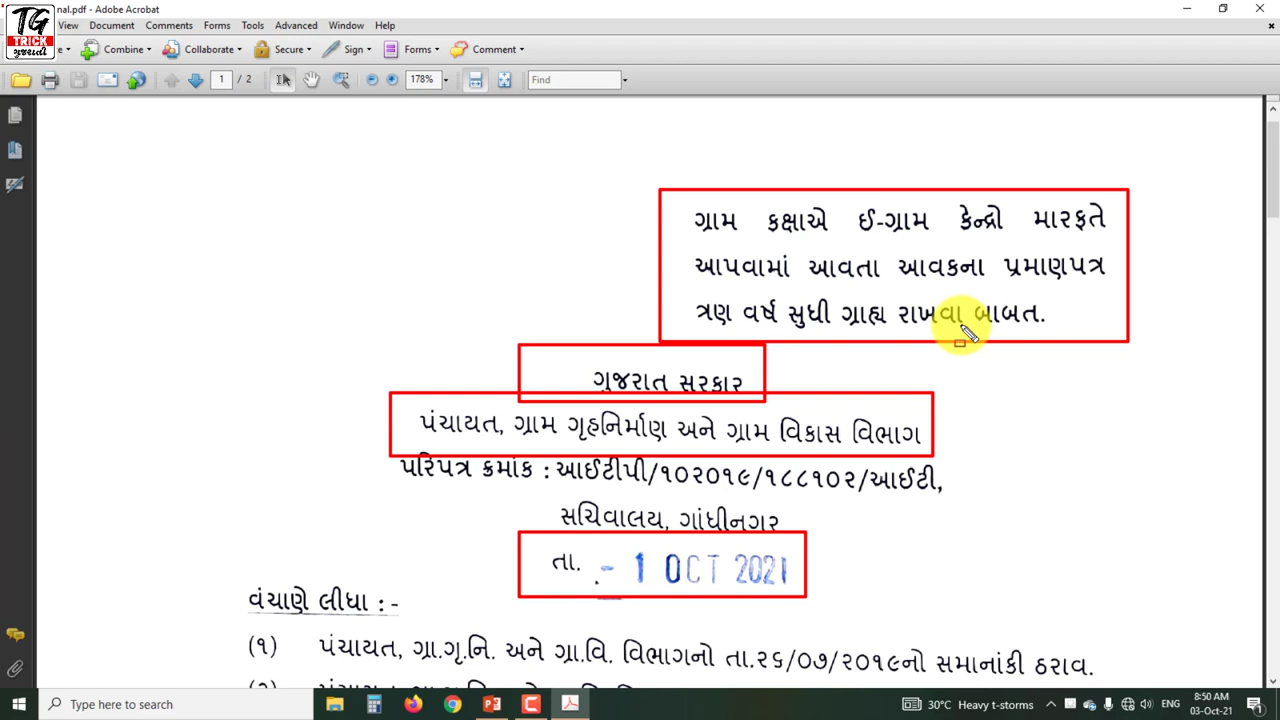 nal.pdf - Adobe Acrobat
TG
TRICK
ગુજરાતી
View Document Comments Forms Tools Advanced Window Help
Combine Collaborate Secure Sign Forms Comment
1 / 2 178% Find
ગ્રામ કક્ષાએ ઈ-ગ્રામ કેન્દ્રો મારફતે
આપવામાં આવતા આવકના પ્રમાણપત્ર
ત્રણ વર્ષ સુધી ગ્રાહ્ય રાખવા બાબત.
ગુજરાત સરકાર
પંચાયત, ગ્રામ ગૃહનિર્માણ અને ગ્રામ વિકાસ વિભાગ
પરિપત્ર ક્રમાંક : આઈટીપી/૧૦૨૦૧૯/૧૮૮૧૦૨/આઈટી,
સચિવાલય, ગાંધીનગર
તા. - 1 OCT 2021
વંચાણે લીધા :-
(૧) પંચાયત, ગ્રા.ગૃ.નિ. અને ગ્રા.વિ. વિભાગનો તા.૨૬/૦૭/૨૦૧૯નો સમાનાંકી ઠરાવ.
Type here to search
30°C Heavy t-storms ENG
8:50 AM
03-Oct-21